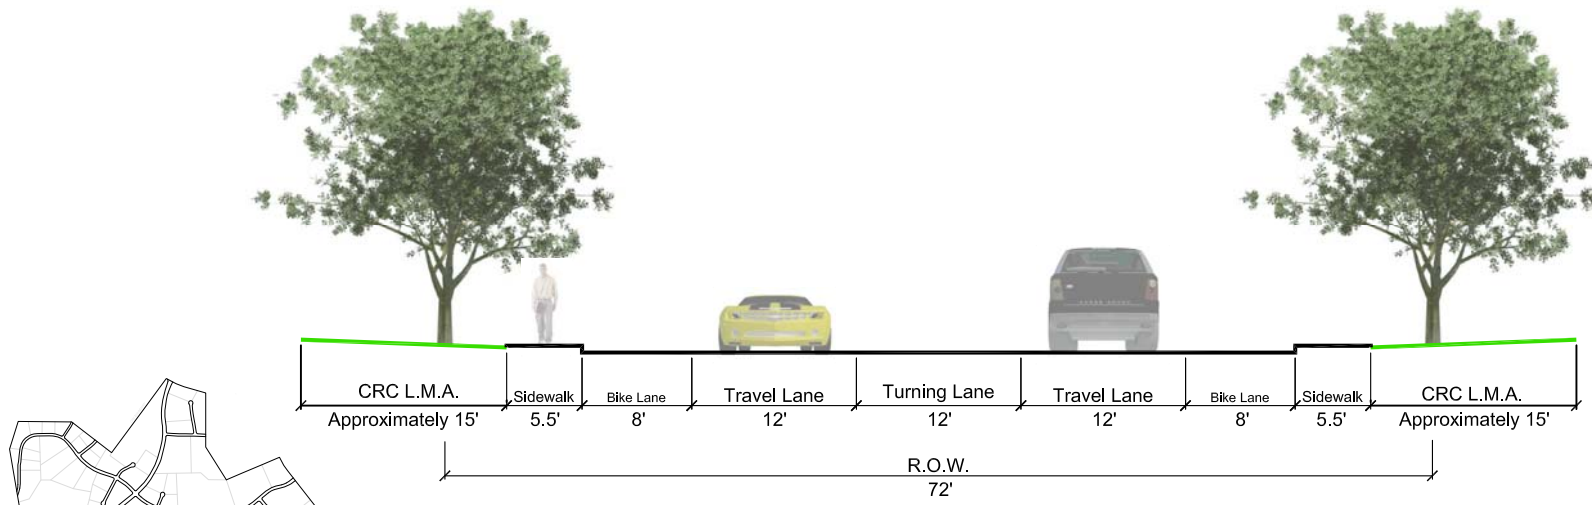 CRC L.M.A. Sidewalk Bike Lane Travel Lane Turning Lane Travel Lane Bike Lane Sidewalk CRC L.M.A.
Approximately 15' 5.5' 8' 12' 12' 12' 8' 5.5' Approximately 15'
R.O.W.
72'